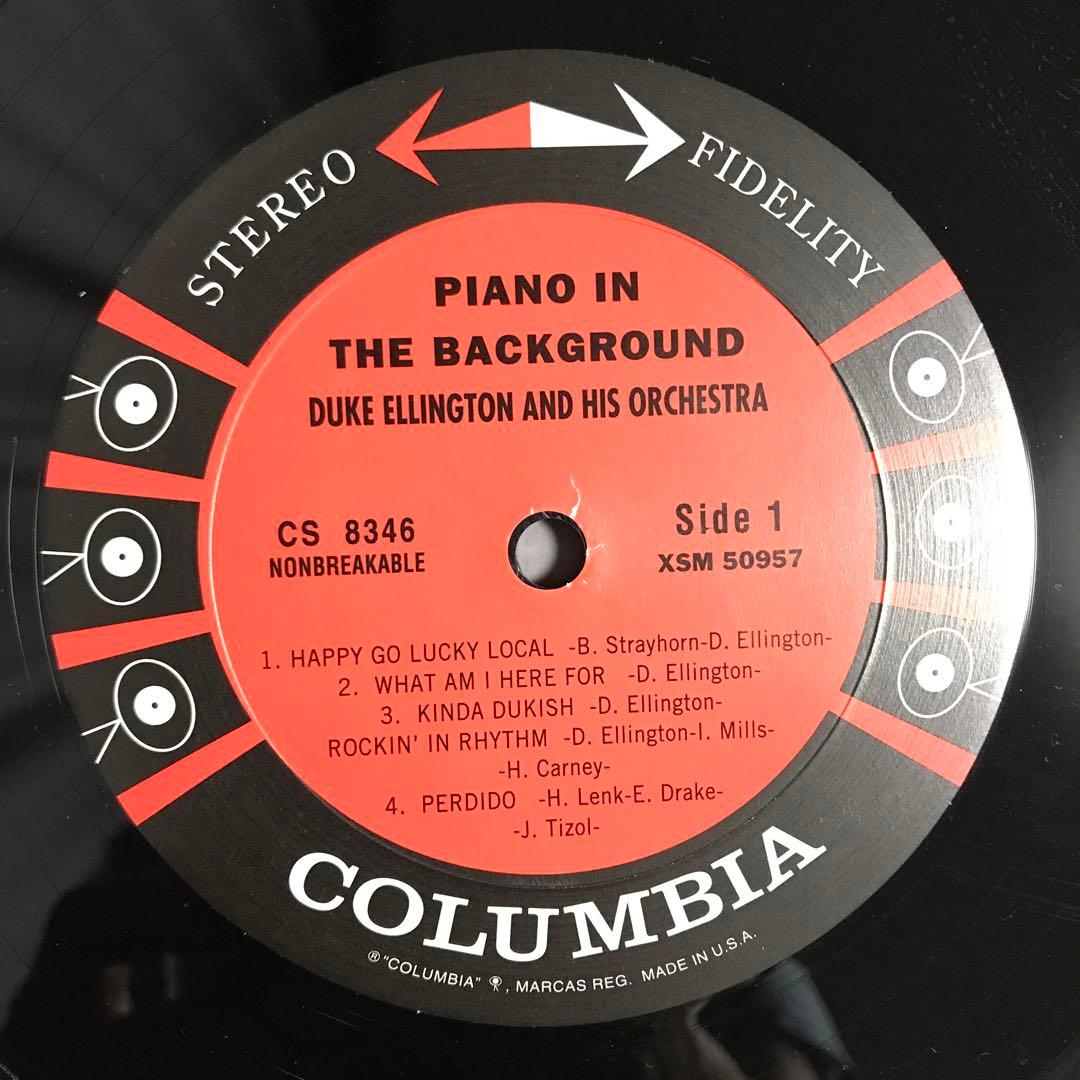 STEREO FIDELITY
PIANO IN
THE BACKGROUND
DUKE ELLINGTON AND HIS ORCHESTRA
CS 8346
NONBREAKABLE
Side 1
XSM 50957
1. HAPPY GO LUCKY LOCAL -B. Strayhorn-D. Ellington-
2. WHAT AM I HERE FOR -D. Ellington-
3. KINDA DUKISH -D. Ellington-
ROCKIN' IN RHYTHM -D. Ellington-I. Mills-
-H. Carney-
4. PERDIDO -H. Lenk-E. Drake-
-J. Tizol-
COLUMBIA
® "COLUMBIA" , MARCAS REG. MADE IN U.S.A.